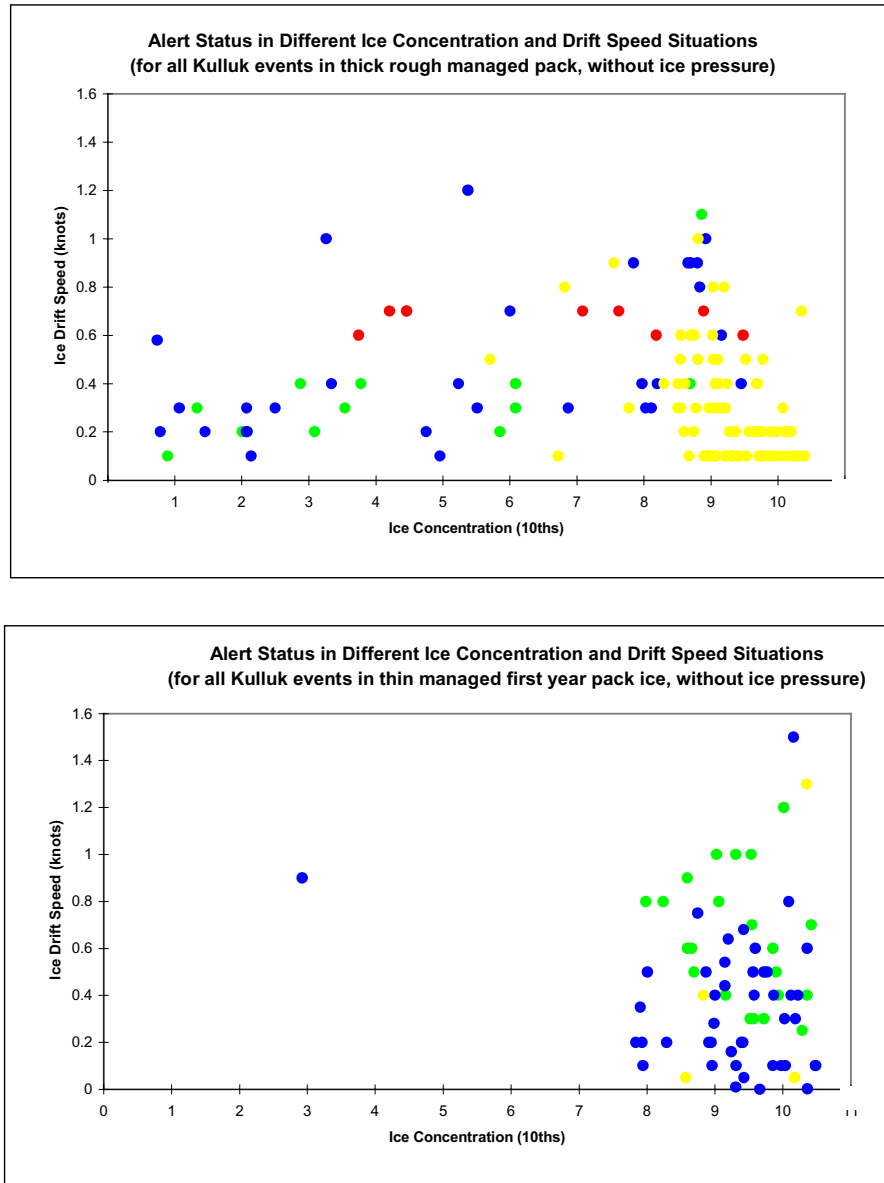 Alert Status in Different Ice Concentration and Drift Speed Situations
(for all Kulluk events in thick rough managed pack, without ice pressure)
1.6
1.4
1.2
1
0.8
0.6
0.4
0.2
0
Ice Drift Speed (knots)
1 2 3 4 5 6 7 8 9 10
Ice Concentration (10ths)
Alert Status in Different Ice Concentration and Drift Speed Situations
(for all Kulluk events in thin managed first year pack ice, without ice pressure)
1.6
1.4
1.2
1
0.8
0.6
0.4
0.2
0
Ice Drift Speed (knots)
0 1 2 3 4 5 6 7 8 9 10
Ice Concentration (10ths)